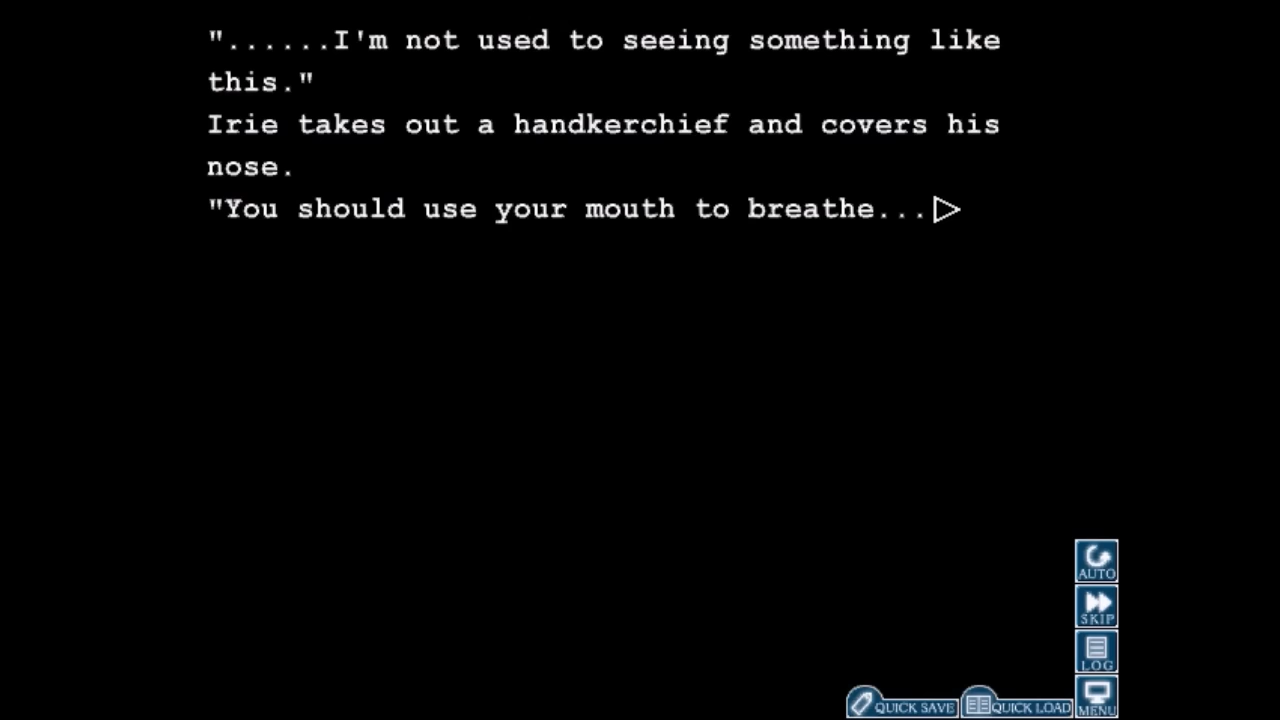 "......I'm not used to seeing something like
this."
Irie takes out a handkerchief and covers his
nose.
"You should use your mouth to breathe...
AUTO
SKIP
LOG
QUICK SAVE
QUICK LOAD
MENU